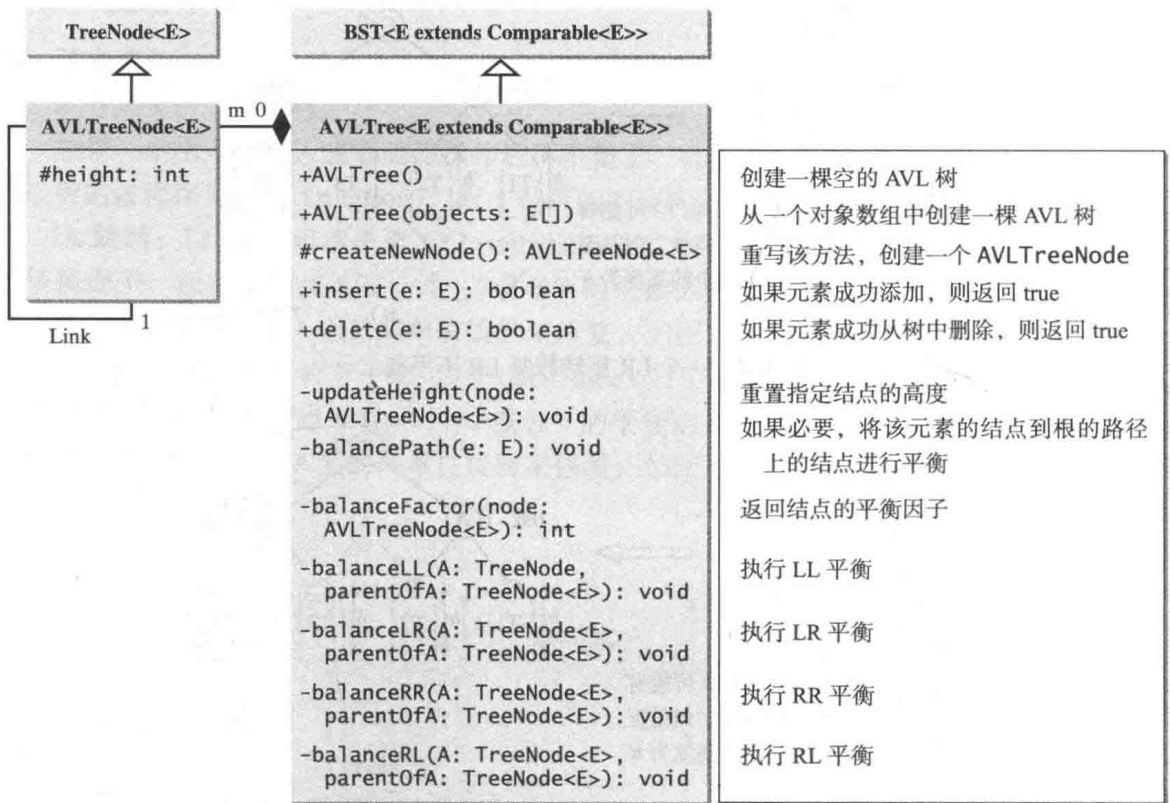 TreeNode<E>
BST<E extends Comparable<E>>
AVLTreeNode<E>
m 0
AVLTree<E extends Comparable<E>>
#height: int
Link
1
+AVLTree()
创建一棵空的 AVL 树
+AVLTree(objects: E[])
从一个对象数组中创建一棵 AVL 树
#createNewNode(): AVLTreeNode<E>
重写该方法，创建一个 AVLTreeNode
+insert(e: E): boolean
如果元素成功添加，则返回 true
+delete(e: E): boolean
如果元素成功从树中删除，则返回 true
-updateHeight(node:
AVLTreeNode<E>): void
重置指定结点的高度
-balancePath(e: E): void
如果必要，将该元素的结点到根的路径
上的结点进行平衡
-balanceFactor(node:
AVLTreeNode<E>): int
返回结点的平衡因子
-balanceLL(A: TreeNode,
parentOfA: TreeNode<E>): void
执行 LL 平衡
-balanceLR(A: TreeNode<E>,
parentOfA: TreeNode<E>): void
执行 LR 平衡
-balanceRR(A: TreeNode<E>,
parentOfA: TreeNode<E>): void
执行 RR 平衡
-balanceRL(A: TreeNode<E>,
parentOfA: TreeNode<E>): void
执行 RL 平衡